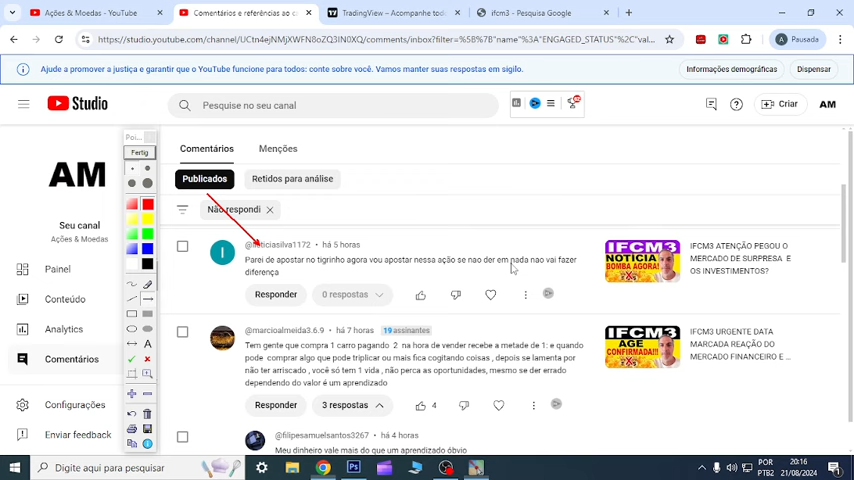 Ações & Moedas - YouTube
Comentários e referências ao ca
TradingView – Acompanhe todo
ifcm3 - Pesquisa Google
https://studio.youtube.com/channel/UCtn4ejNMjXWFN8oZQ3IN0XQ/comments/inbox?filter=%5B%7B"name"%3A"ENGAGED_STATUS"%2C"val...
A Pausada
Ajude a promover a justiça e garantir que o YouTube funcione para todos: conte sobre você. Vamos manter suas respostas em sigilo.
Informações demográficas
Dispensar
Studio
Pesquise no seu canal
Criar
AM
Poi...
Fertig
AM
Seu canal
Ações & Moedas
Painel
Conteúdo
Analytics
Comentários
Configurações
Enviar feedback
Comentários
Menções
Publicados
Retidos para análise
Não respondi
I
• há 5 horas
Parei de apostar no tigrinho agora vou apostar nessa ação se nao der em nada nao vai fazer
diferença
Responder
0 respostas
IFCM3
NOTÍCIA
BOMBA AGORA!
IFCM3 ATENÇÃO PEGOU O
MERCADO DE SURPRESA E
OS INVESTIMENTOS?
@marcioalmeida3.6.9 • há 7 horas 19 assinantes
Tem gente que compra 1 carro pagando 2 na hora de vender recebe a metade de 1: e quando
pode comprar algo que pode triplicar ou mais fica cogitando coisas , depois se lamenta por
não ter arriscado , você só tem 1 vida , não perca as oportunidades, mesmo se der errado
dependendo do valor é um aprendizado
Responder
3 respostas
4
IFCM3
AGE
CONFIRMADA!
IFCM3 URGENTE DATA
MARCADA REAÇÃO DO
MERCADO FINANCEIRO E ...
@filipesamuelsantos3267 • há 4 horas
Meu dinheiro vale mais do que um aprendizado óbvio
Digite aqui para pesquisar
POR
PTB2
20:16
21/08/2024